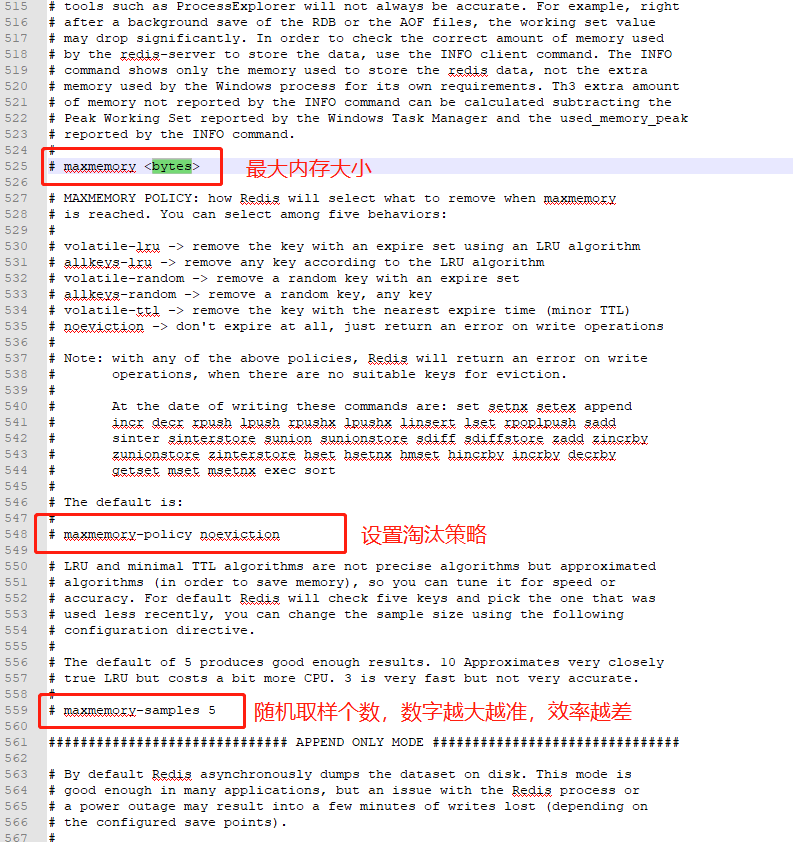 515 # tools such as ProcessExplorer will not always be accurate. For example, right
516 # after a background save of the RDB or the AOF files, the working set value
517 # may drop significantly. In order to check the correct amount of memory used
518 # by the redis-server to store the data, use the INFO client command. The INFO
519 # command shows only the memory used to store the redis data, not the extra
520 # memory used by the Windows process for its own requirements. Th3 extra amount
521 # of memory not reported by the INFO command can be calculated subtracting the
522 # Peak Working Set reported by the Windows Task Manager and the used_memory_peak
523 # reported by the INFO command.
524 #
525 # maxmemory <bytes> 最大内存大小
526
527 # MAXMEMORY POLICY: how Redis will select what to remove when maxmemory
528 # is reached. You can select among five behaviors:
529 #
530 # volatile-lru -> remove the key with an expire set using an LRU algorithm
531 # allkeys-lru -> remove any key according to the LRU algorithm
532 # volatile-random -> remove a random key with an expire set
533 # allkeys-random -> remove a random key, any key
534 # volatile-ttl -> remove the key with the nearest expire time (minor TTL)
535 # noeviction -> don't expire at all, just return an error on write operations
536 #
537 # Note: with any of the above policies, Redis will return an error on write
538 # operations, when there are no suitable keys for eviction.
539 #
540 # At the date of writing these commands are: set setnx setex append
541 # incr decr rpush lpush rpushx lpushx linsert lset rpoplpush sadd
542 # sinter sinterstore sunion sunionstore sdiff sdiffstore zadd zincrby
543 # zunionstore zinterstore hset hsetnx hmset hincrby incrby decrby
544 # getset mset msetnx exec sort
545 #
546 # The default is:
547 #
548 # maxmemory-policy noeviction 设置淘汰策略
549
550 # LRU and minimal TTL algorithms are not precise algorithms but approximated
551 # algorithms (in order to save memory), so you can tune it for speed or
552 # accuracy. For default Redis will check five keys and pick the one that was
553 # used less recently, you can change the sample size using the following
554 # configuration directive.
555 #
556 # The default of 5 produces good enough results. 10 Approximates very closely
557 # true LRU but costs a bit more CPU. 3 is very fast but not very accurate.
558 #
559 # maxmemory-samples 5 随机取样个数，数字越大越准，效率越差
560
561 ############################## APPEND ONLY MODE ###############################
562
563 # By default Redis asynchronously dumps the dataset on disk. This mode is
564 # good enough in many applications, but an issue with the Redis process or
565 # a power outage may result into a few minutes of writes lost (depending on
566 # the configured save points).
567 #